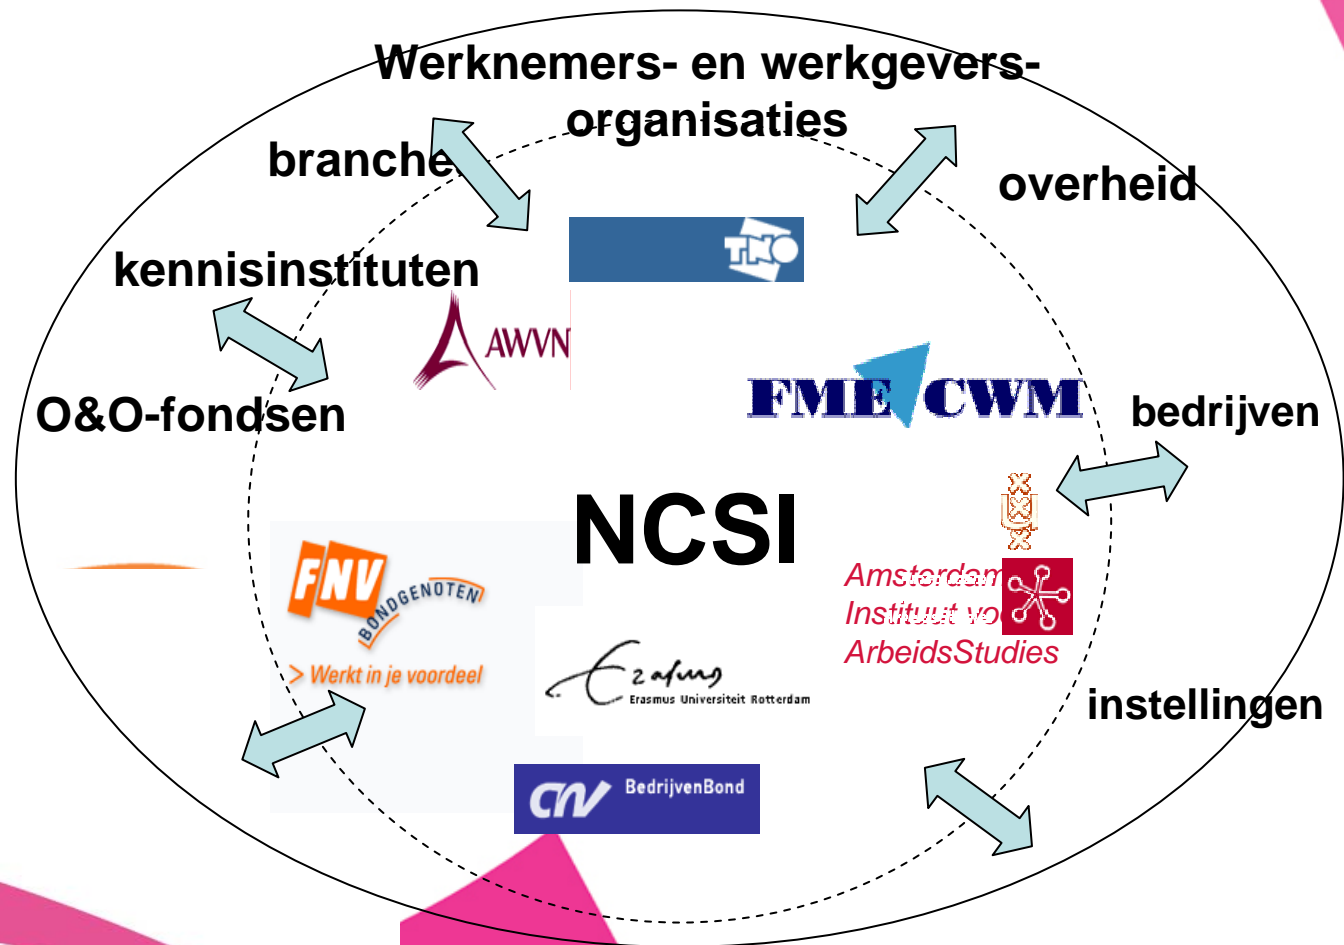 Werknemers- en werkgevers-
organisaties
branche
overheid
TNO
kennisinstituten
AWVN
FME CWM
O&O-fondsen
bedrijven
NCSI
FNV
BONDGENOTEN
> Werkt in je voordeel
Amsterdam
Instituut vo
ArbeidsStudies
Erasmus
Erasmus Universiteit Rotterdam
instellingen
CNV BedrijvenBond